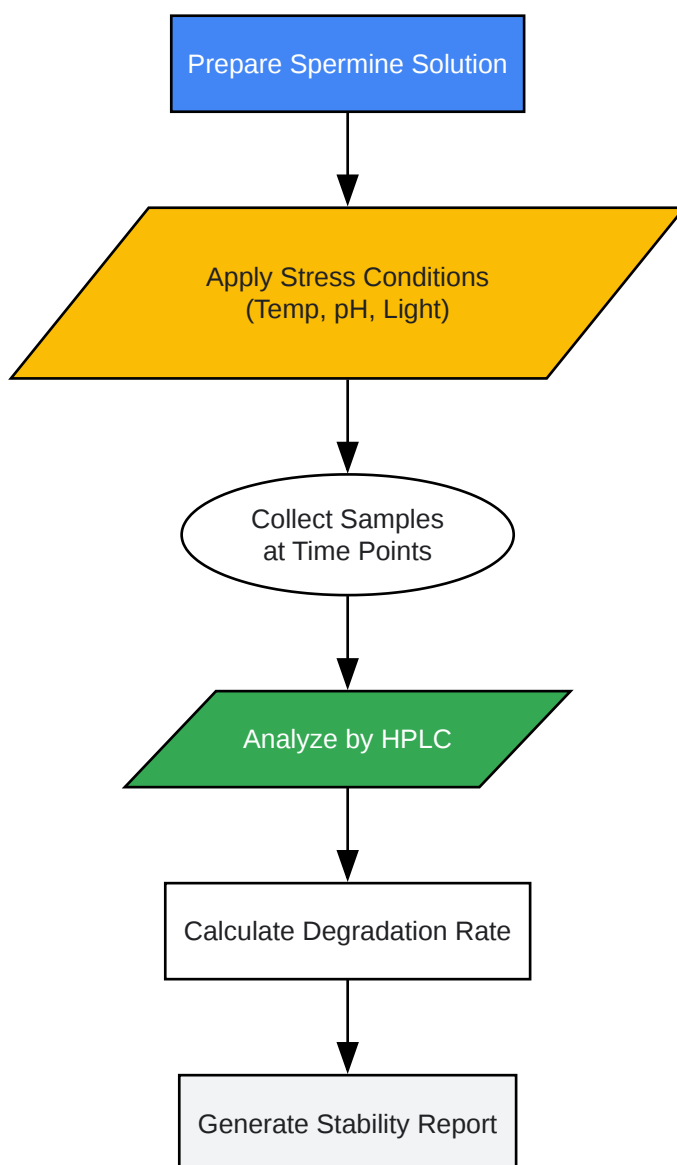 Prepare Spermine Solution
Apply Stress Conditions
(Temp, pH, Light)
Collect Samples
at Time Points
Analyze by HPLC
Calculate Degradation Rate
Generate Stability Report